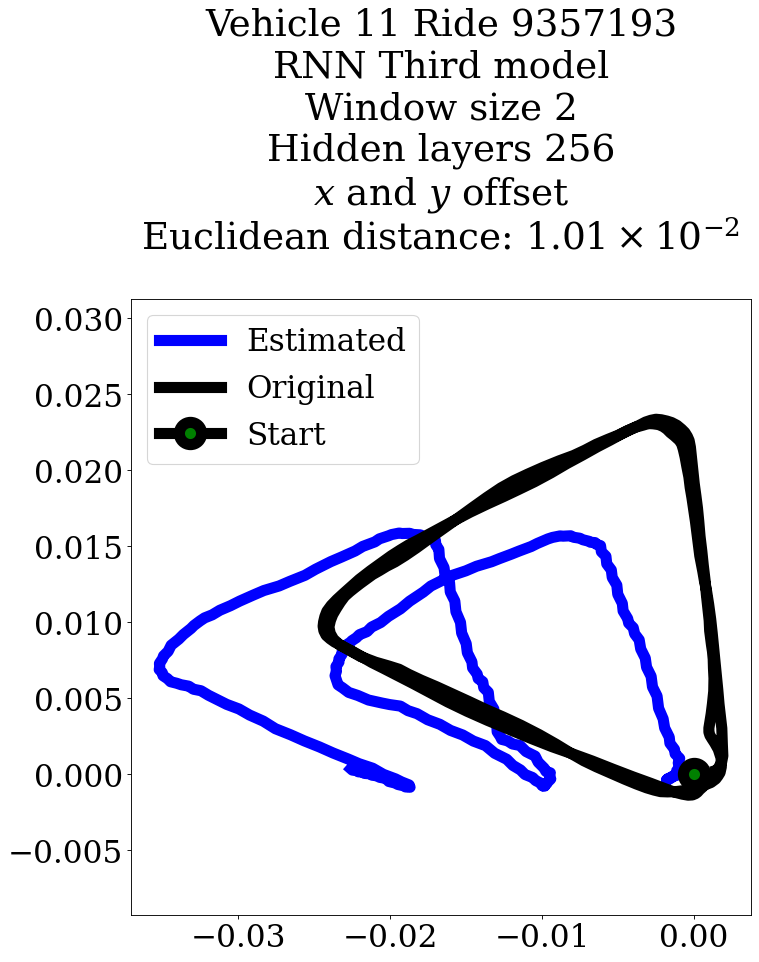 Vehicle 11 Ride 9357193
RNN Third model
Window size 2
Hidden layers 256
x and y offset
Euclidean distance: 1.01 × 10⁻²
Estimated
Original
Start
0.030
0.025
0.020
0.015
0.010
0.005
0.000
−0.005
−0.03 −0.02 −0.01 0.00